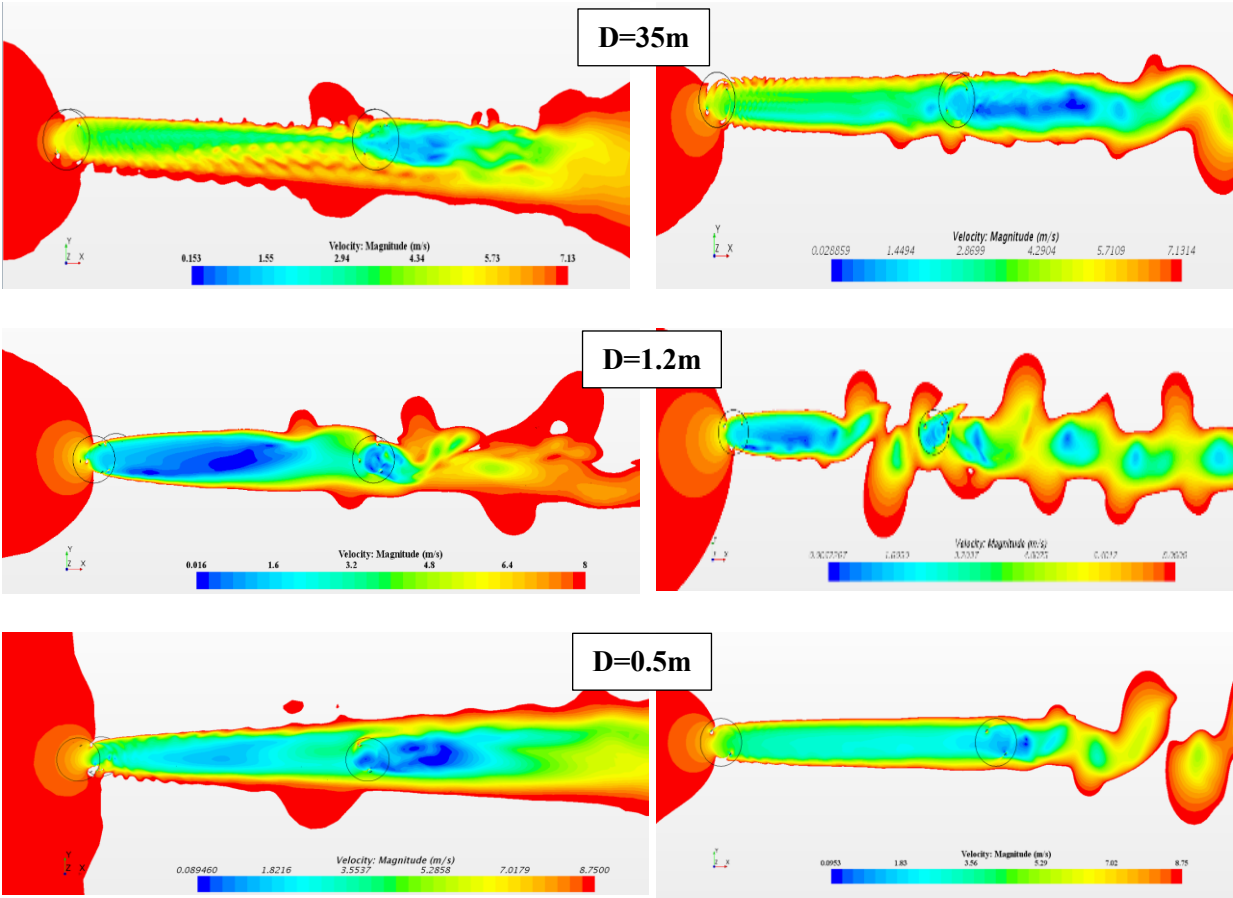 D=35m
Y
Z X
Velocity: Magnitude (m/s)
0.153 1.55 2.94 4.34 5.73 7.13
Y
Z X
Velocity: Magnitude (m/s)
0.028859 1.4494 2.8699 4.2904 5.7109 7.1314
D=1.2m
Y
Z X
Velocity: Magnitude (m/s)
0.016 1.6 3.2 4.8 6.4 8
Velocity: Magnitude (m/s)
D=0.5m
Y
Z X
Velocity: Magnitude (m/s)
0.089460 1.8216 3.5537 5.2858 7.0179 8.7500
Y
Z X
Velocity: Magnitude (m/s)
0.0953 1.83 3.56 5.29 7.02 8.75